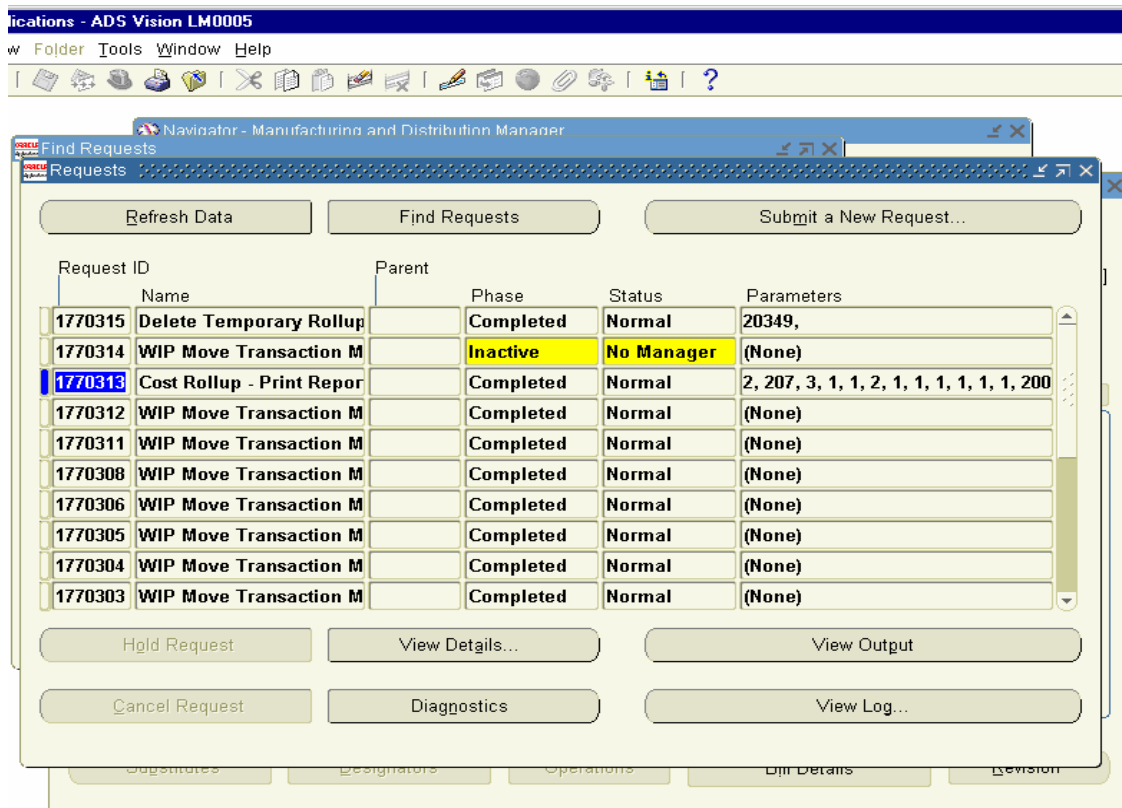 lications - ADS Vision LM0005
w Folder Tools Window Help
Navigator - Manufacturing and Distribution Manager
Find Requests
Requests
Refresh Data Find Requests Submit a New Request...
Request ID Parent
Name Phase Status Parameters
1770315 Delete Temporary Rollup Completed Normal 20349,
1770314 WIP Move Transaction M Inactive No Manager (None)
1770313 Cost Rollup - Print Repor Completed Normal 2, 207, 3, 1, 1, 2, 1, 1, 1, 1, 1, 1, 200
1770312 WIP Move Transaction M Completed Normal (None)
1770311 WIP Move Transaction M Completed Normal (None)
1770308 WIP Move Transaction M Completed Normal (None)
1770306 WIP Move Transaction M Completed Normal (None)
1770305 WIP Move Transaction M Completed Normal (None)
1770304 WIP Move Transaction M Completed Normal (None)
1770303 WIP Move Transaction M Completed Normal (None)
Hold Request View Details... View Output
Cancel Request Diagnostics View Log...
Substitutes Designators Operations Bill Details Revision